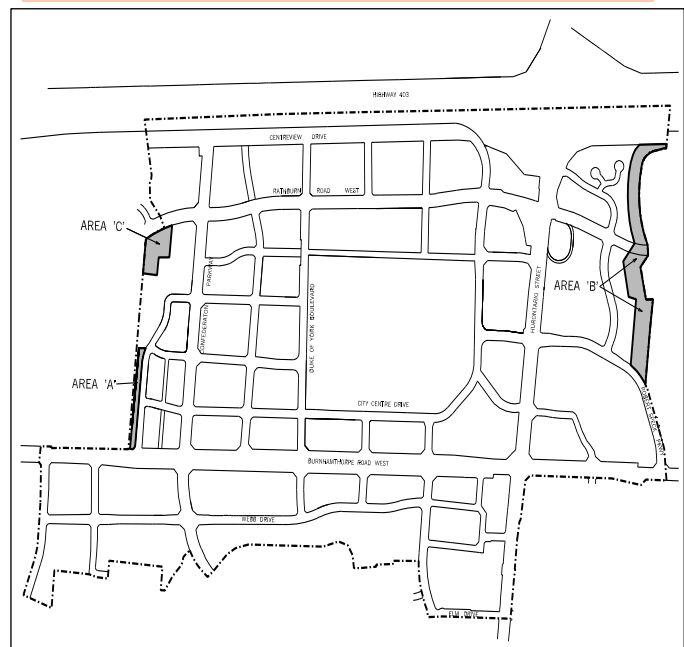 HIGHWAY 403
CENTREVIEW DRIVE
RATHBURN ROAD WEST
AREA 'C'
PARKWAY
CONFEDERATON
DUKE OF YORK BOULEVARD
HURONTARIO STREET
AREA 'B'
AREA 'A'
CITY CENTRE DRIVE
BURNHAMTHORPE ROAD WEST
WEBB DRIVE
ELM DRIVE